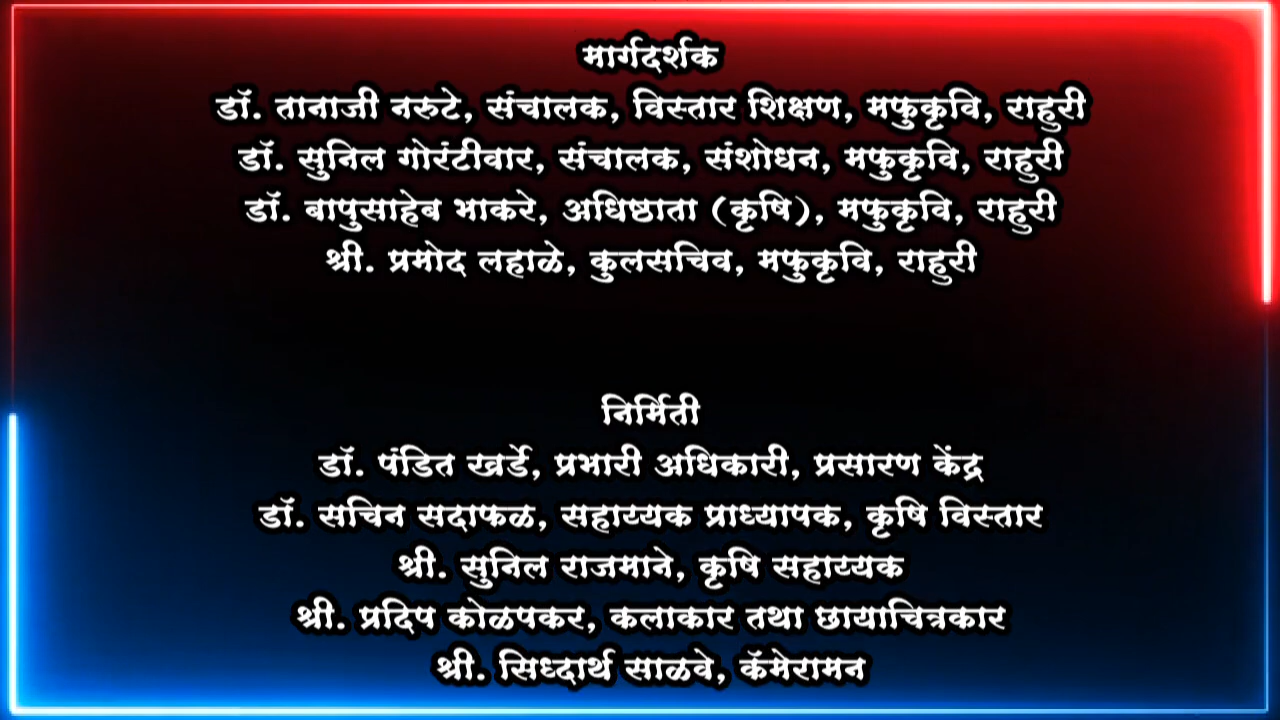 मार्गदर्शक
डॉ. तानाजी नरुटे, संचालक, विस्तार शिक्षण, मफुकृवि, राहुरी
डॉ. सुनिल गोरंटीवार, संचालक, संशोधन, मफुकृवि, राहुरी
डॉ. बापुसाहेब भाकरे, अधिष्ठाता (कृषि), मफुकृवि, राहुरी
श्री. प्रमोद लहाळे, कुलसचिव, मफुकृवि, राहुरी
निर्मिती
डॉ. पंडित खर्डे, प्रभारी अधिकारी, प्रसारण केंद्र
डॉ. सचिन सदाफळ, सहाय्यक प्राध्यापक, कृषि विस्तार
श्री. सुनिल राजमाने, कृषि सहाय्यक
श्री. प्रदिप कोळपकर, कलाकार तथा छायाचित्रकार
श्री. सिध्दार्थ साळवे, कॅमेरामन